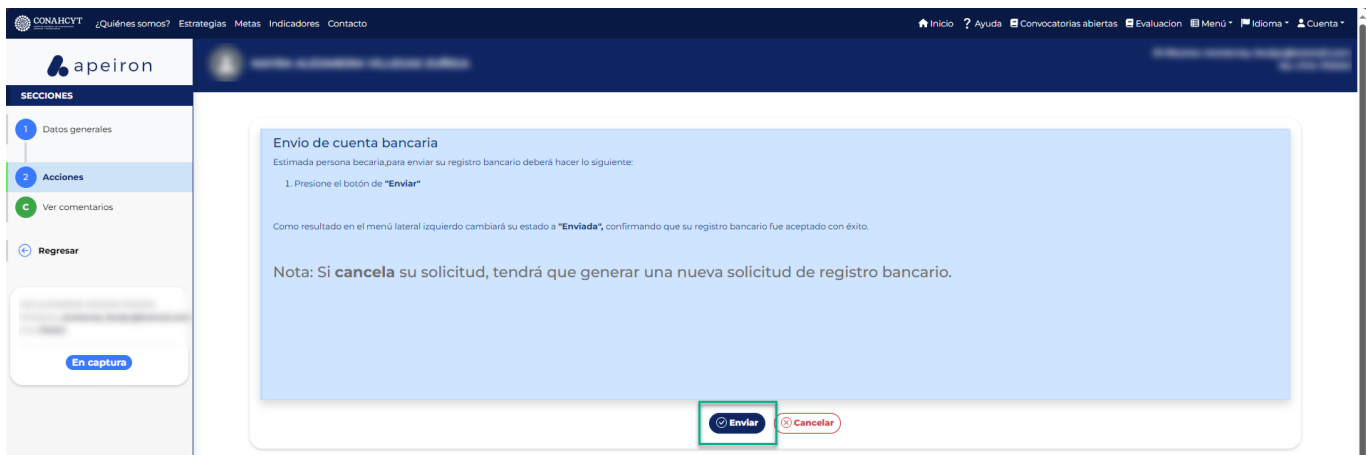 CONAHCYT ¿Quiénes somos? Estrategias Metas Indicadores Contacto
Inicio ? Ayuda Convocatorias abiertas Evaluacion Menú Idioma Cuenta
apeiron
SECCIONES
1 Datos generales
2 Acciones
C Ver comentarios
Regresar
En captura
Envio de cuenta bancaria
Estimada persona becaria,para enviar su registro bancario deberá hacer lo siguiente:
1. Presione el botón de "Enviar"
Como resultado en el menú lateral izquierdo cambiará su estado a "Enviada", confirmando que su registro bancario fue aceptado con éxito.
Nota: Si cancela su solicitud, tendrá que generar una nueva solicitud de registro bancario.
Enviar Cancelar